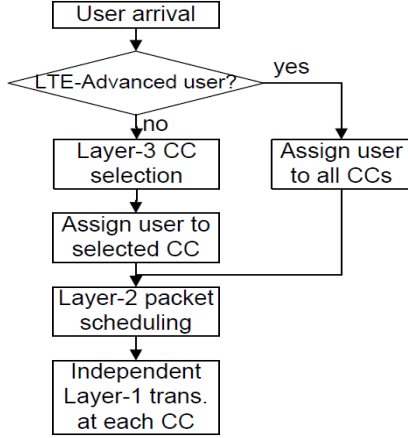 User arrival
LTE-Advanced user?
yes
no
Layer-3 CC
selection
Assign user
to all CCs
Assign user to
selected CC
Layer-2 packet
scheduling
Independent
Layer-1 trans.
at each CC